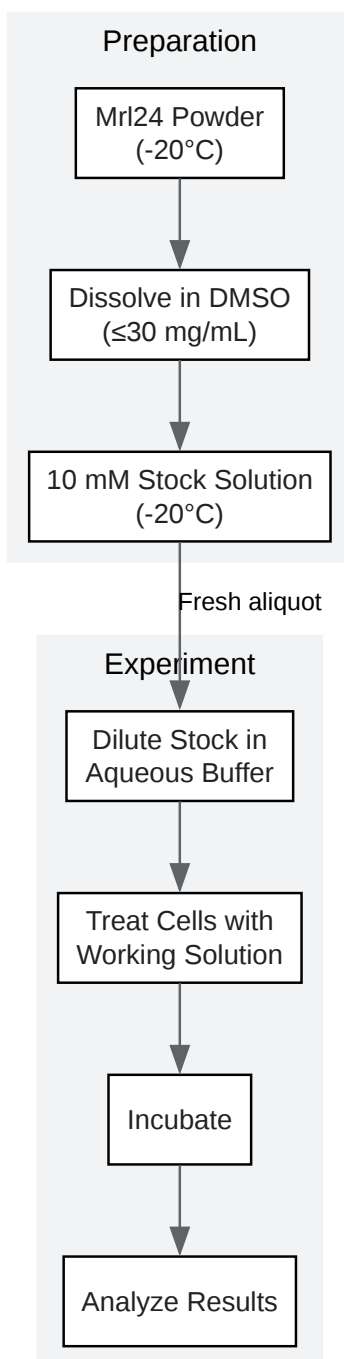 Preparation
Mrl24 Powder
(-20°C)
Dissolve in DMSO
(≤30 mg/mL)
10 mM Stock Solution
(-20°C)
Fresh aliquot
Experiment
Dilute Stock in
Aqueous Buffer
Treat Cells with
Working Solution
Incubate
Analyze Results